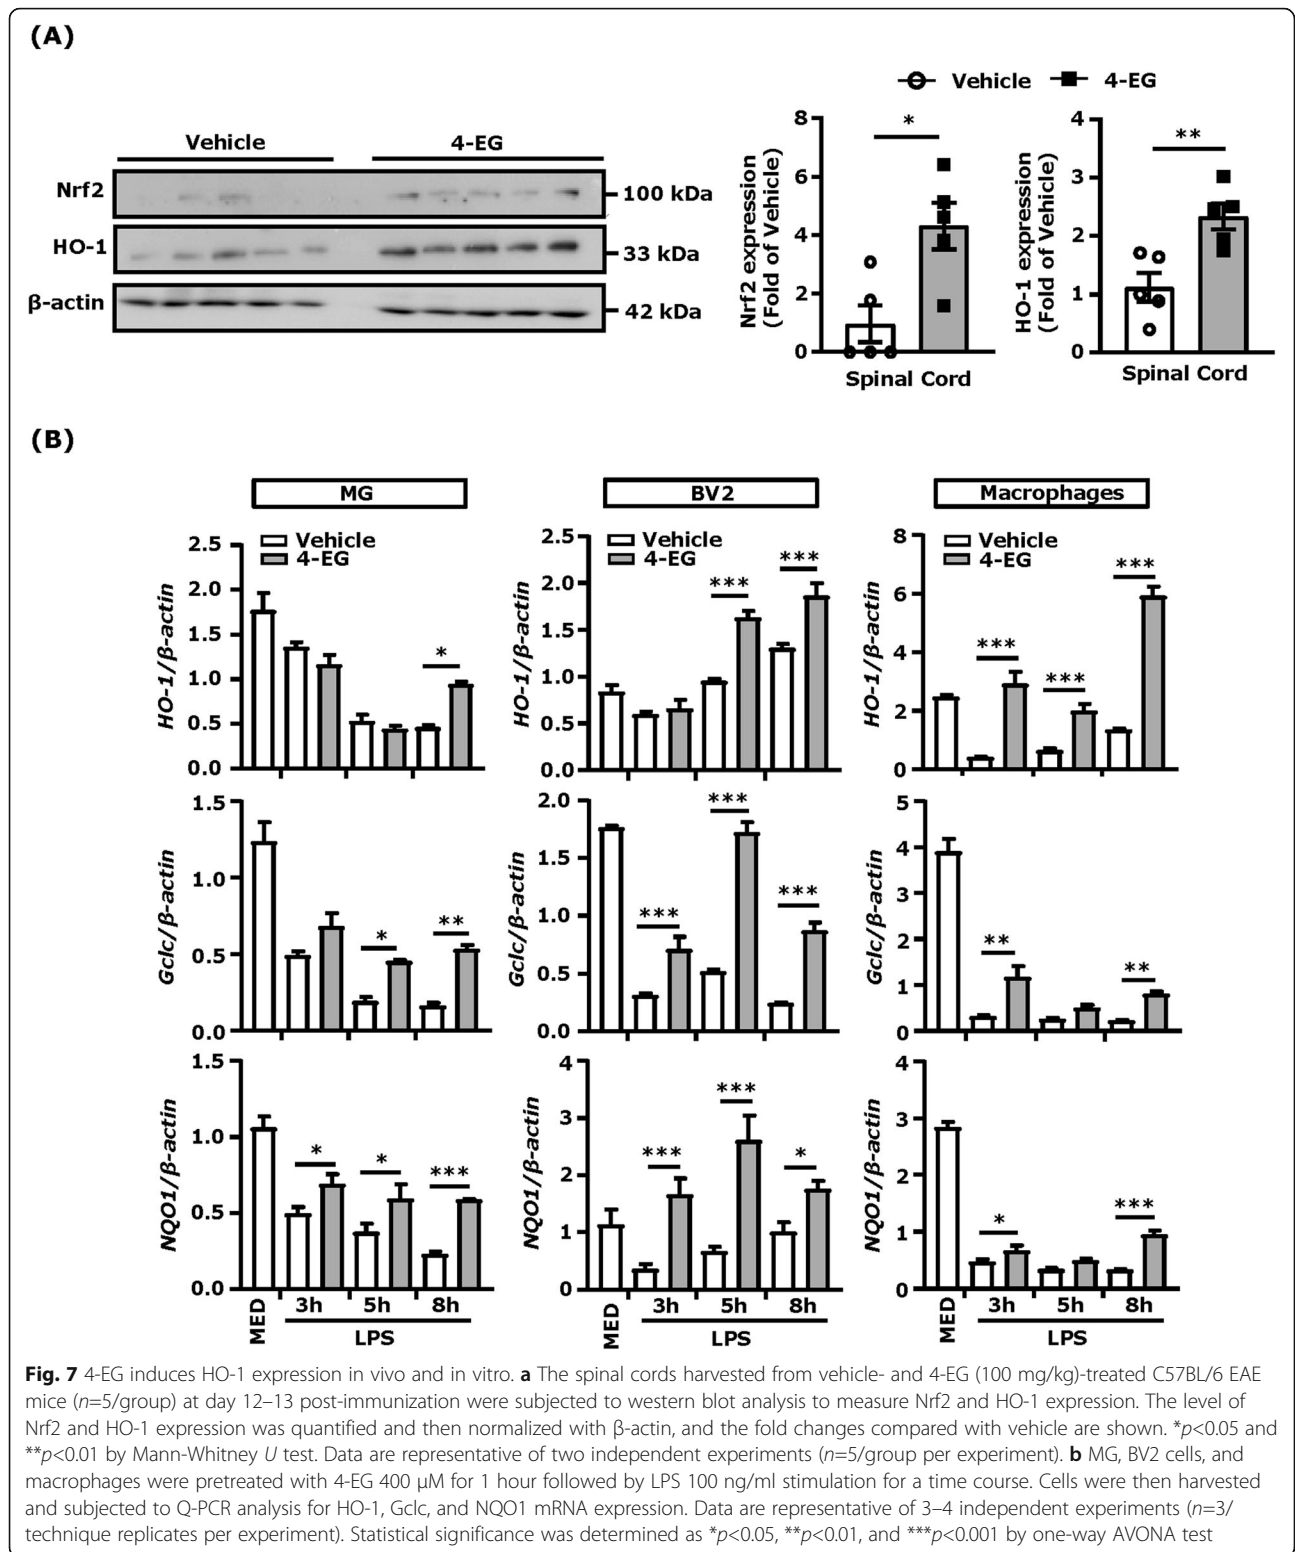 (A)
Vehicle 4-EG
Vehicle 4-EG
Nrf2
HO-1
β-actin
100 kDa
33 kDa
42 kDa
Nrf2 expression
(Fold of Vehicle)
8
6
4
2
0
*
Spinal Cord
HO-1 expression
(Fold of Vehicle)
4
3
2
1
0
**
Spinal Cord
(B)
MG
BV2
Macrophages
Vehicle
4-EG
HO-1/β-actin
2.5
2.0
1.5
1.0
0.5
0.0
*
Vehicle
4-EG
HO-1/β-actin
2.5
2.0
1.5
1.0
0.5
0.0
*** ***
Vehicle
4-EG
HO-1/β-actin
8
6
4
2
0
*** *** ***
Gclc/β-actin
1.5
1.0
0.5
0.0
* **
Gclc/β-actin
2.0
1.5
1.0
0.5
0.0
*** *** ***
Gclc/β-actin
5
4
3
2
1
0
** **
NQO1/β-actin
1.5
1.0
0.5
0.0
* * ***
MED 3h 5h 8h
LPS
NQO1/β-actin
4
3
2
1
0
*** *** *
MED 3h 5h 8h
LPS
NQO1/β-actin
4
3
2
1
0
* ***
MED 3h 5h 8h
LPS
Fig. 7 4-EG induces HO-1 expression in vivo and in vitro. a The spinal cords harvested from vehicle- and 4-EG (100 mg/kg)-treated C57BL/6 EAE
mice (n=5/group) at day 12–13 post-immunization were subjected to western blot analysis to measure Nrf2 and HO-1 expression. The level of
Nrf2 and HO-1 expression was quantified and then normalized with β-actin, and the fold changes compared with vehicle are shown. *p<0.05 and
**p<0.01 by Mann-Whitney U test. Data are representative of two independent experiments (n=5/group per experiment). b MG, BV2 cells, and
macrophages were pretreated with 4-EG 400 μM for 1 hour followed by LPS 100 ng/ml stimulation for a time course. Cells were then harvested
and subjected to Q-PCR analysis for HO-1, Gclc, and NQO1 mRNA expression. Data are representative of 3–4 independent experiments (n=3/
technique replicates per experiment). Statistical significance was determined as *p<0.05, **p<0.01, and ***p<0.001 by one-way AVONA test